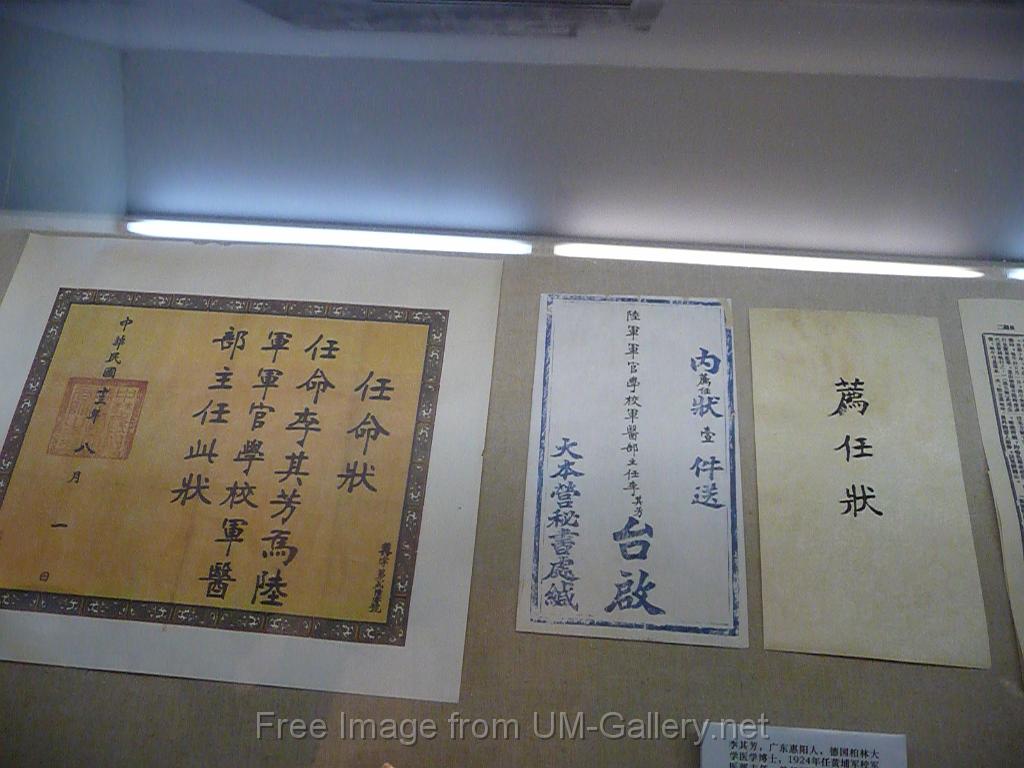 任命狀
任命李其芳爲陸
軍軍官學校軍醫
部主任此狀
中華民國十三年八月一日
內薦任狀壹件送
陸軍軍官學校軍醫部主任李其芳台啟
大本營秘書處緘
薦任狀
李其芳，广东惠阳人，德国柏林大
学医学博士，1924年任黄埔军校军
Free Image from UM-Gallery.net